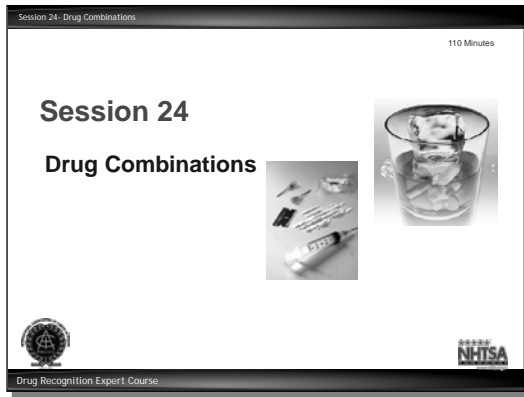 Session 24- Drug Combinations
110 Minutes
Session 24
Drug Combinations
NHTSA
Drug Recognition Expert Course